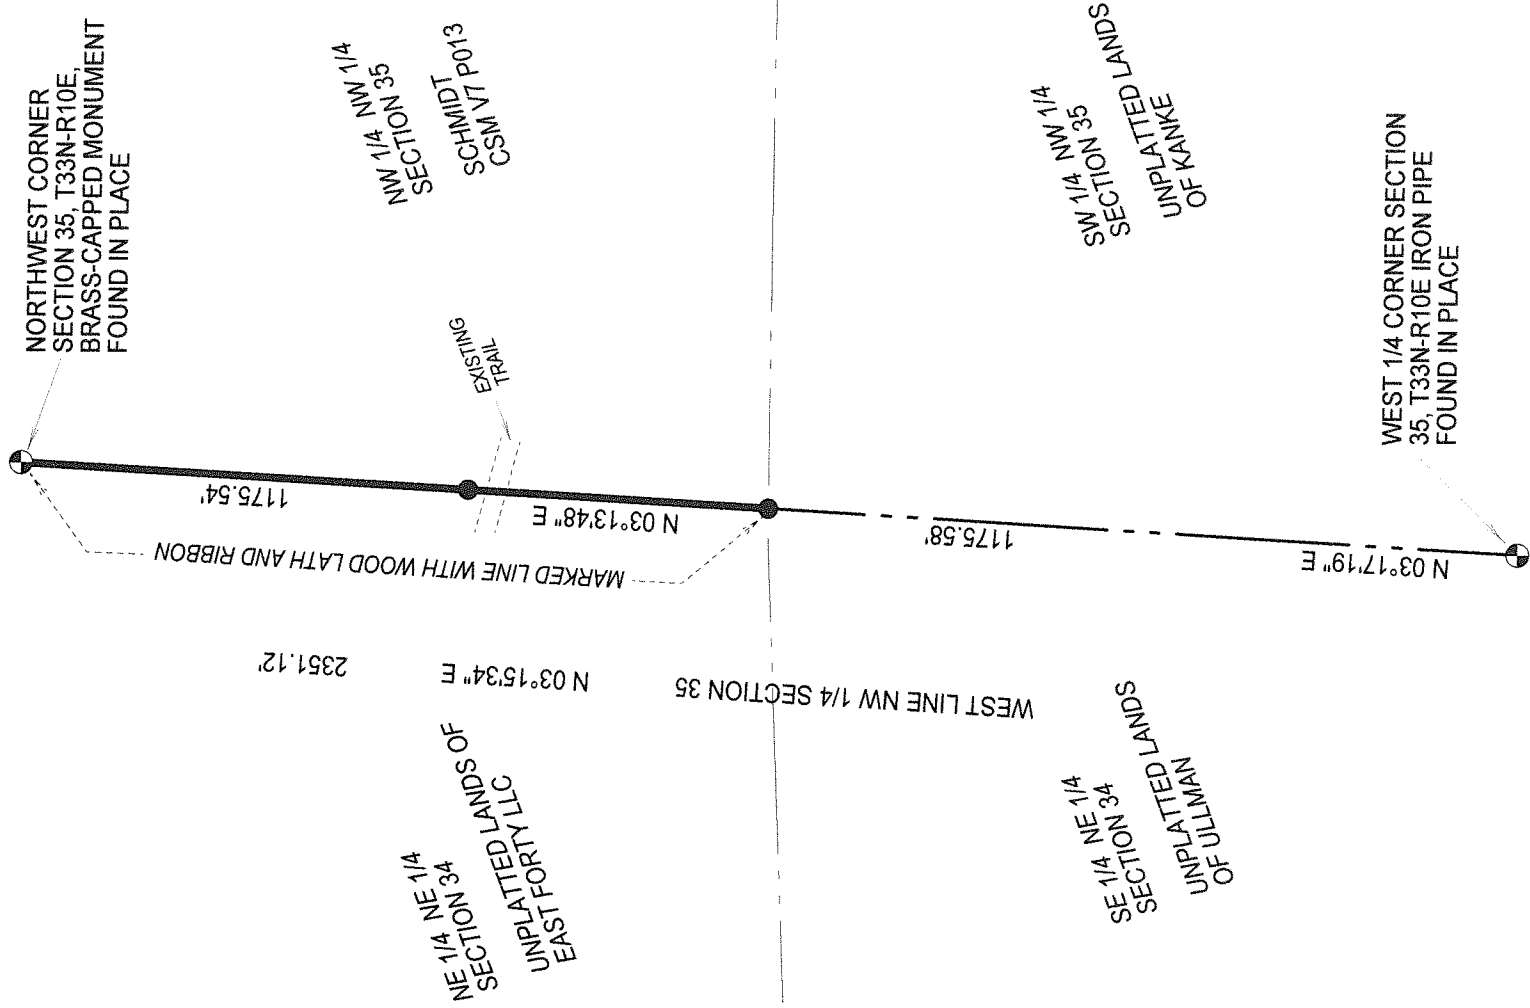 NORTHWEST CORNER
SECTION 35, T33N-R10E,
BRASS-CAPPED MONUMENT
FOUND IN PLACE
NW 1/4 NW 1/4
SECTION 35
SCHMIDT
CSM V7 P013
EXISTING
TRAIL
1175.54'
N 03°13'48" E
MARKED LINE WITH WOOD LATH AND RIBBON
SW 1/4 NW 1/4
SECTION 35
UNPLATTED LANDS
OF KANKE
WEST 1/4 CORNER SECTION
35, T33N-R10E IRON PIPE
FOUND IN PLACE
1175.58'
N 03°17'19" E
WEST LINE NW 1/4 SECTION 35
N 03°15'34" E
2351.12'
NE 1/4 NE 1/4
SECTION 34
UNPLATTED LANDS OF
EAST FORTY LLC
SE 1/4 NE 1/4
SECTION 34
UNPLATTED LANDS
OF ULLMAN